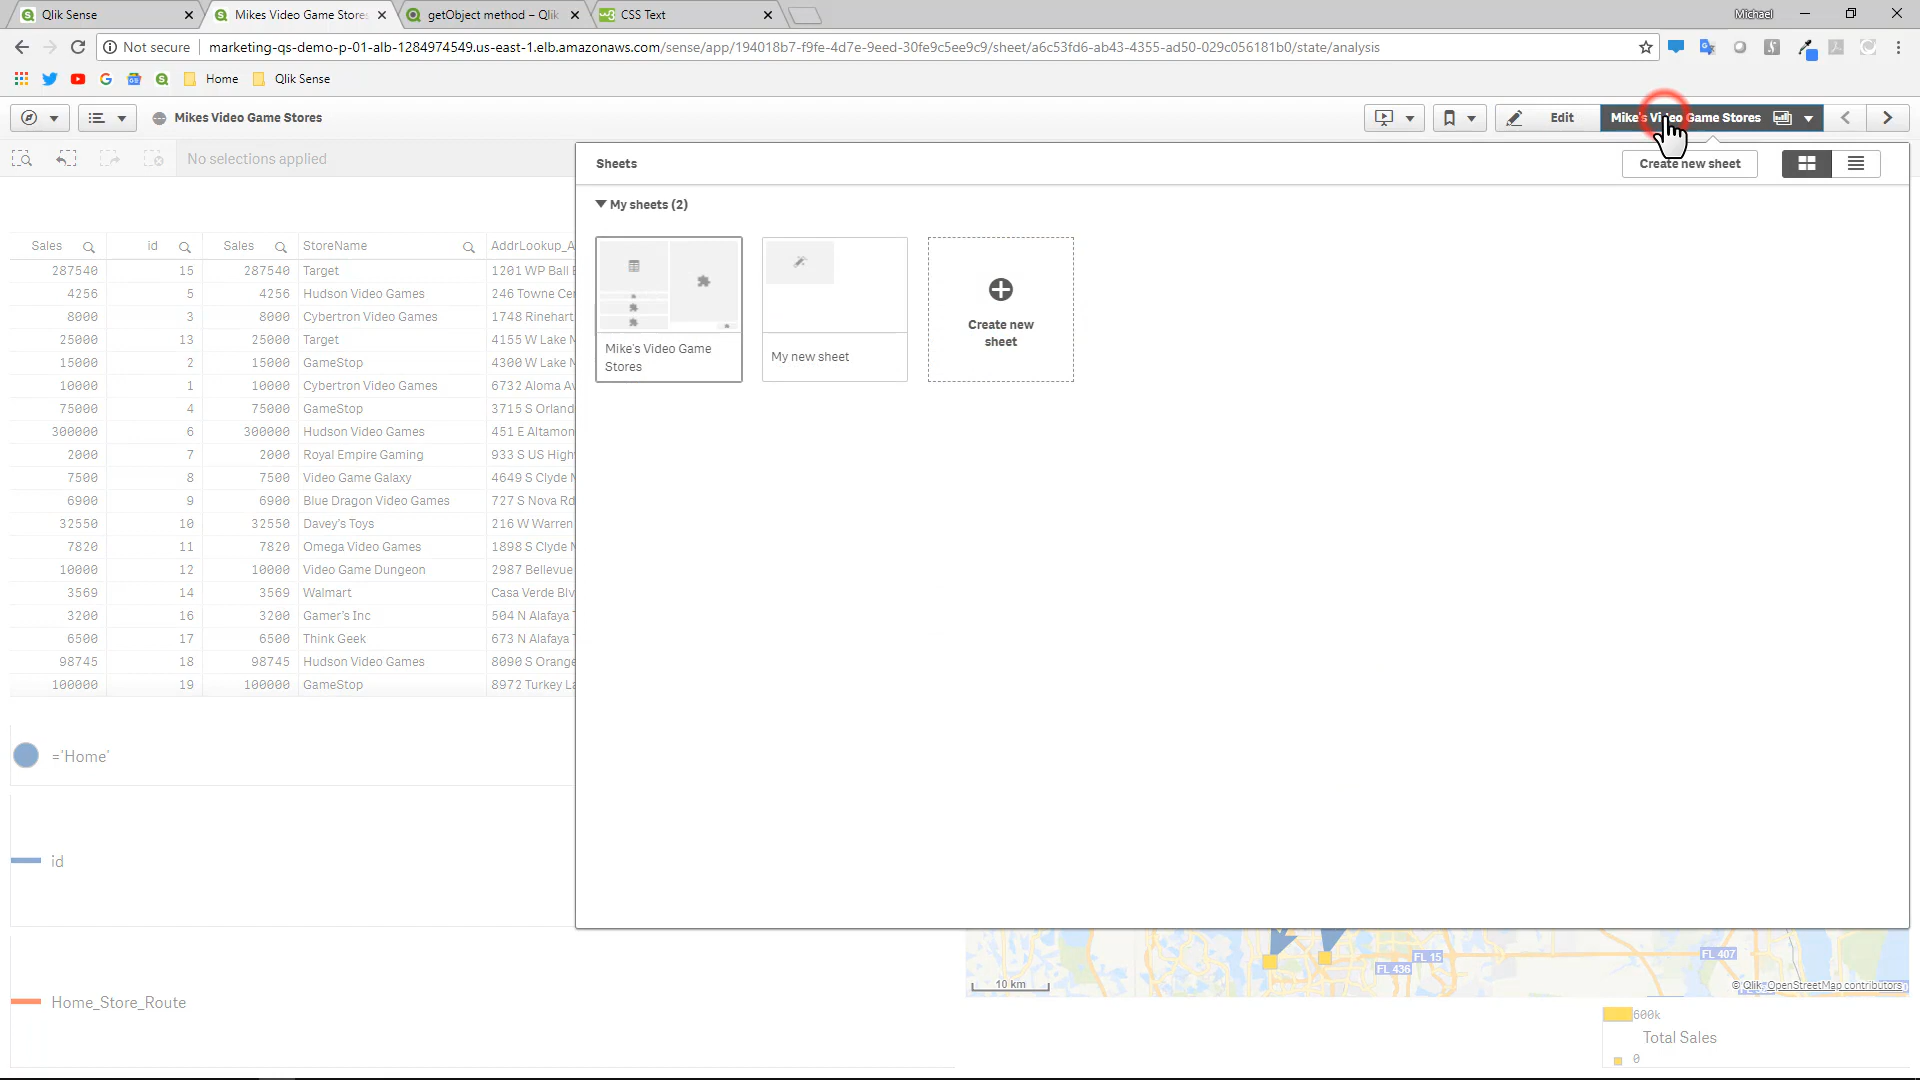 Qlik Sense
Mikes Video Game Stores
getObject method – Qlik
CSS Text
Michael
Not secure
marketing-qs-demo-p-01-alb-1284974549.us-east-1.elb.amazonaws.com/sense/app/194018b7-f9fe-4d7e-9eed-30fe9c5ee9c9/sheet/a6c53fd6-ab43-4355-ad50-029c056181b0/state/analysis
Home
Qlik Sense
Mikes Video Game Stores
Edit
Mike's Video Game Stores
No selections applied
Sheets
Create new sheet
My sheets (2)
Mike's Video Game
Stores
My new sheet
Create new
sheet
Sales id Sales StoreName AddrLookup_A
287540 15 287540 Target 1201 WP Ball
4256 5 4256 Hudson Video Games 246 Towne Cen
8000 3 8000 Cybertron Video Games 1748 Rinehart
25000 13 25000 Target 4155 W Lake
15000 2 15000 GameStop 4300 W Lake
10000 1 10000 Cybertron Video Games 6732 Aloma Av
75000 4 75000 GameStop 3715 S Orland
300000 6 300000 Hudson Video Games 451 E Altamon
2000 7 2000 Royal Empire Gaming 933 S US High
7500 8 7500 Video Game Galaxy 4649 S Clyde
6900 9 6900 Blue Dragon Video Games 727 S Nova Rd
32550 10 32550 Davey's Toys 216 W Warren
7820 11 7820 Omega Video Games 1898 S Clyde
10000 12 10000 Video Game Dungeon 2987 Bellevue
3569 14 3569 Walmart Casa Verde Blv
3200 16 3200 Gamer's Inc 504 N Alafaya
6500 17 6500 Think Geek 673 N Alafaya
98745 18 98745 Hudson Video Games 8090 S Orange
100000 19 100000 GameStop 8972 Turkey La
='Home'
id
Home_Store_Route
FL 15
FL 436
FL 407
10 km
© Qlik, OpenStreetMap contributors
600k
Total Sales
0